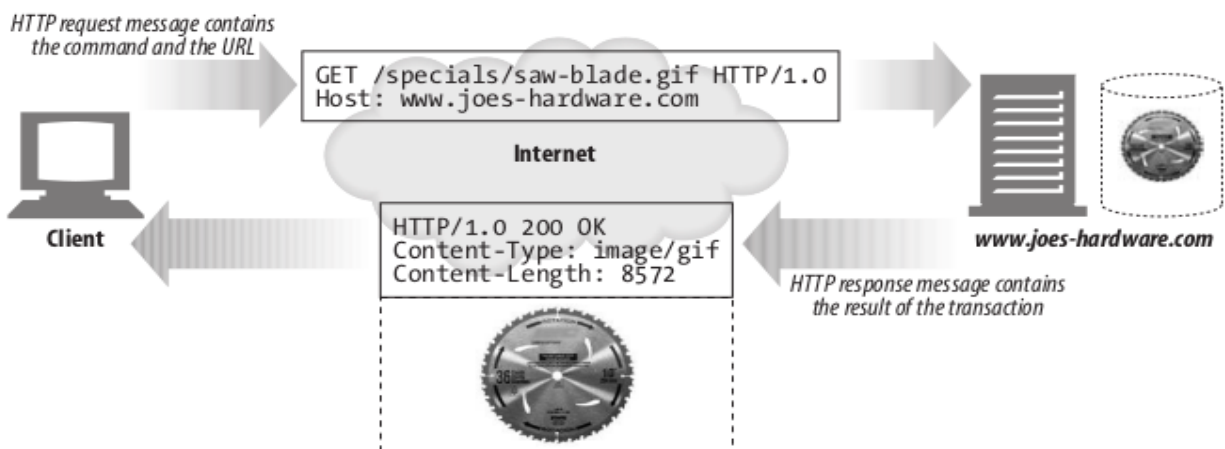 HTTP request message contains
the command and the URL
GET /specials/saw-blade.gif HTTP/1.0
Host: www.joes-hardware.com
Internet
Client
HTTP/1.0 200 OK
Content-Type: image/gif
Content-Length: 8572
www.joes-hardware.com
HTTP response message contains
the result of the transaction
36